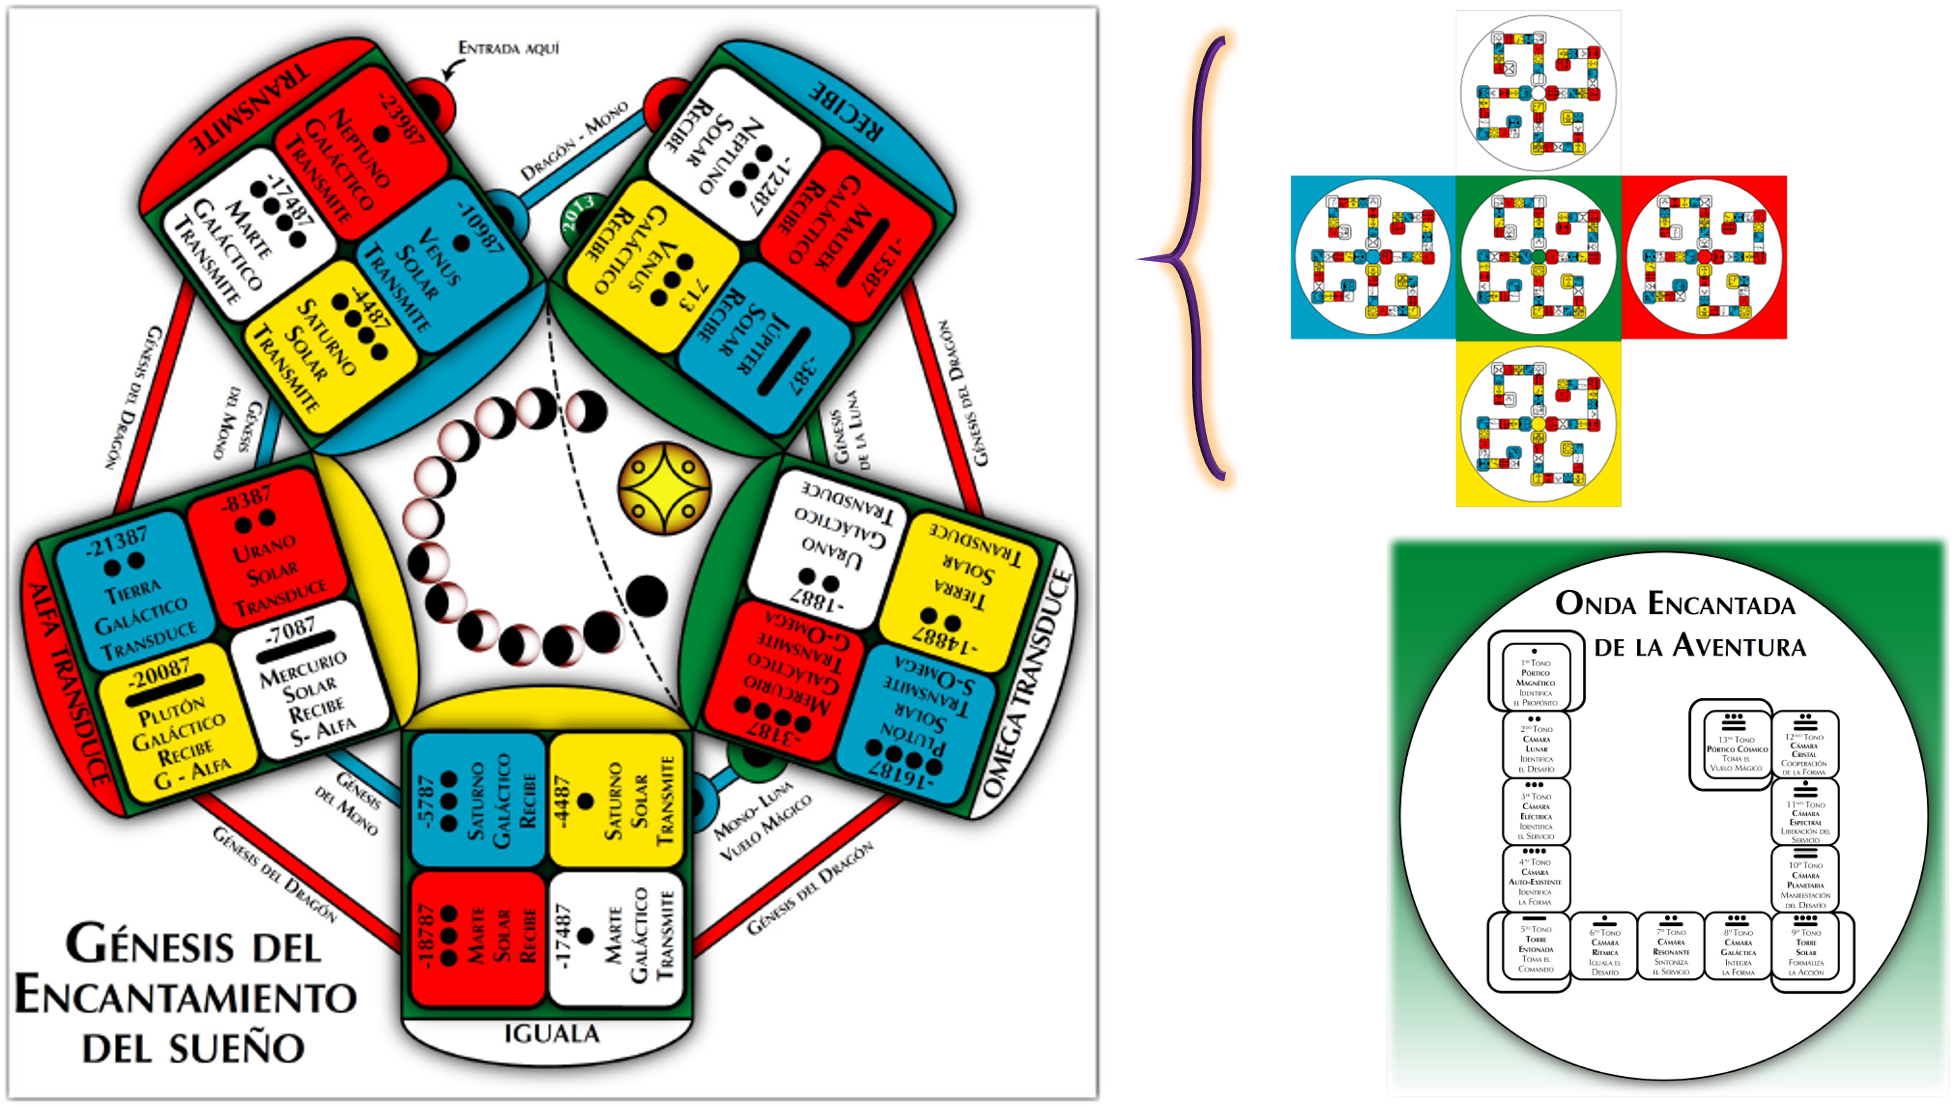 ENTRADA AQUÍ
TRANSMITE
-23987
NEPTUNO
GALÁCTICO
TRANSMITE
-17487
MARTE
GALÁCTICO
TRANSMITE
-10987
VENUS
SOLAR
TRANSMITE
-4487
SATURNO
SOLAR
TRANSMITE
DRAGÓN - MONO
2013
RECIBE
-12287
NEPTUNO
SOLAR
RECIBE
-13587
MALDEK
GALÁCTICO
RECIBE
713
VENUS
GALÁCTICO
RECIBE
-387
JÚPITER
SOLAR
RECIBE
GÉNESIS DEL DRAGÓN
GÉNESIS
DEL MONO
GÉNESIS
DE LA LUNA
GÉNESIS DEL DRAGÓN
ALFA TRANSDUCE
-21387
TIERRA
GALÁCTICO
TRANSDUCE
-8387
URANO
SOLAR
TRANSDUCE
-20087
PLUTÓN
GALÁCTICO
RECIBE
G - ALFA
-7087
MERCURIO
SOLAR
RECIBE
S- ALFA
OMEGA TRANSDUCE
-1887
URANO
GALÁCTICO
TRANSDUCE
-14887
TIERRA
SOLAR
TRANSDUCE
-3187
MERCURIO
GALÁCTICO
TRANSMITE
G-OMEGA
-16187
PLUTÓN
SOLAR
TRANSMITE
S-OMEGA
GÉNESIS
DEL MONO
GÉNESIS DEL DRAGÓN
MONO- LUNA
VUELO MÁGICO
GÉNESIS DEL DRAGÓN
-5787
SATURNO
GALÁCTICO
RECIBE
-4487
SATURNO
SOLAR
TRANSMITE
-18787
MARTE
SOLAR
RECIBE
-17487
MARTE
GALÁCTICO
TRANSMITE
IGUALA
GÉNESIS DEL
ENCANTAMIENTO
DEL SUEÑO
ONDA ENCANTADA
DE LA AVENTURA
1er TONO
PÓRTICO
MAGNÉTICO
IDENTIFICA
EL PROPÓSITO
2do TONO
CÁMARA
LUNAR
IDENTIFICA
EL DESAFÍO
3er TONO
CÁMARA
ELÉCTRICA
IDENTIFICA
EL SERVICIO
4to TONO
CÁMARA
AUTO-EXISTENTE
IDENTIFICA
LA FORMA
5to TONO
TORRE
ENTONADA
TOMA EL
COMANDO
6to TONO
CÁMARA
RÍTMICA
IGUALA EL
DESAFÍO
7º TONO
CÁMARA
RESONANTE
SINTONIZA
EL SERVICIO
8º TONO
CÁMARA
GALÁCTICA
INTEGRA
LA FORMA
9º TONO
TORRE
SOLAR
FORMALIZA
LA ACCIÓN
10º TONO
CÁMARA
PLANETARIA
MANIFESTACIÓN
DEL DESAFÍO
11avo TONO
CÁMARA
ESPECTRAL
LIBERACIÓN DEL
SERVICIO
12avo TONO
CÁMARA
CRISTAL
COOPERACIÓN
DE LA FORMA
13ro TONO
PÓRTICO CÓSMICO
TOMA EL
VUELO MÁGICO